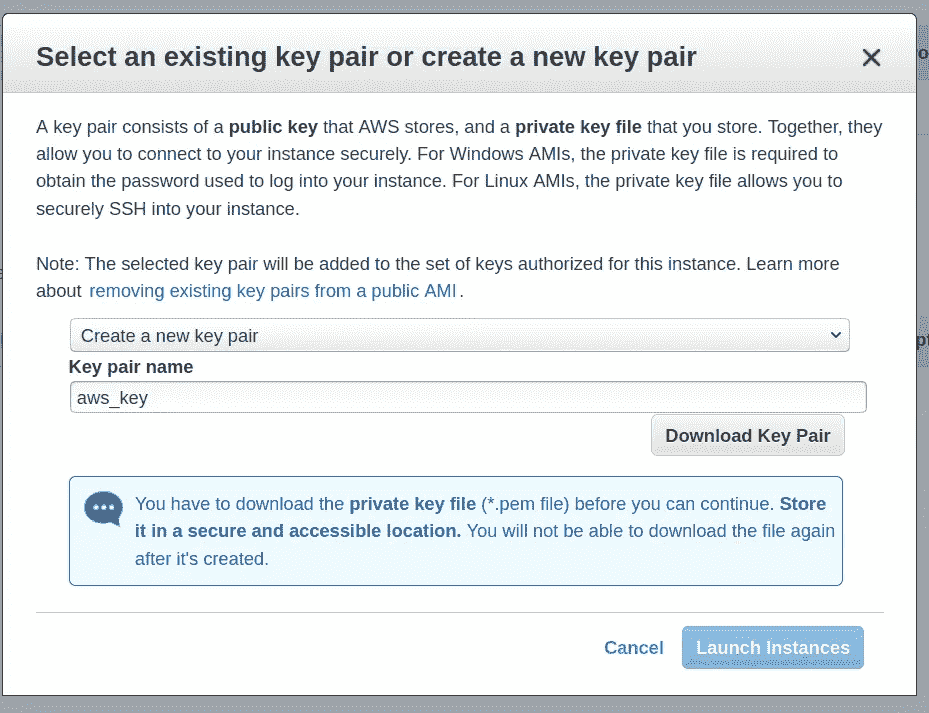 Select an existing key pair or create a new key pair
A key pair consists of a public key that AWS stores, and a private key file that you store. Together, they
allow you to connect to your instance securely. For Windows AMIs, the private key file is required to
obtain the password used to log into your instance. For Linux AMIs, the private key file allows you to
securely SSH into your instance.
Note: The selected key pair will be added to the set of keys authorized for this instance. Learn more
about removing existing key pairs from a public AMI.
Create a new key pair
Key pair name
aws_key
Download Key Pair
You have to download the private key file (*.pem file) before you can continue. Store
it in a secure and accessible location. You will not be able to download the file again
after it's created.
Cancel
Launch Instances